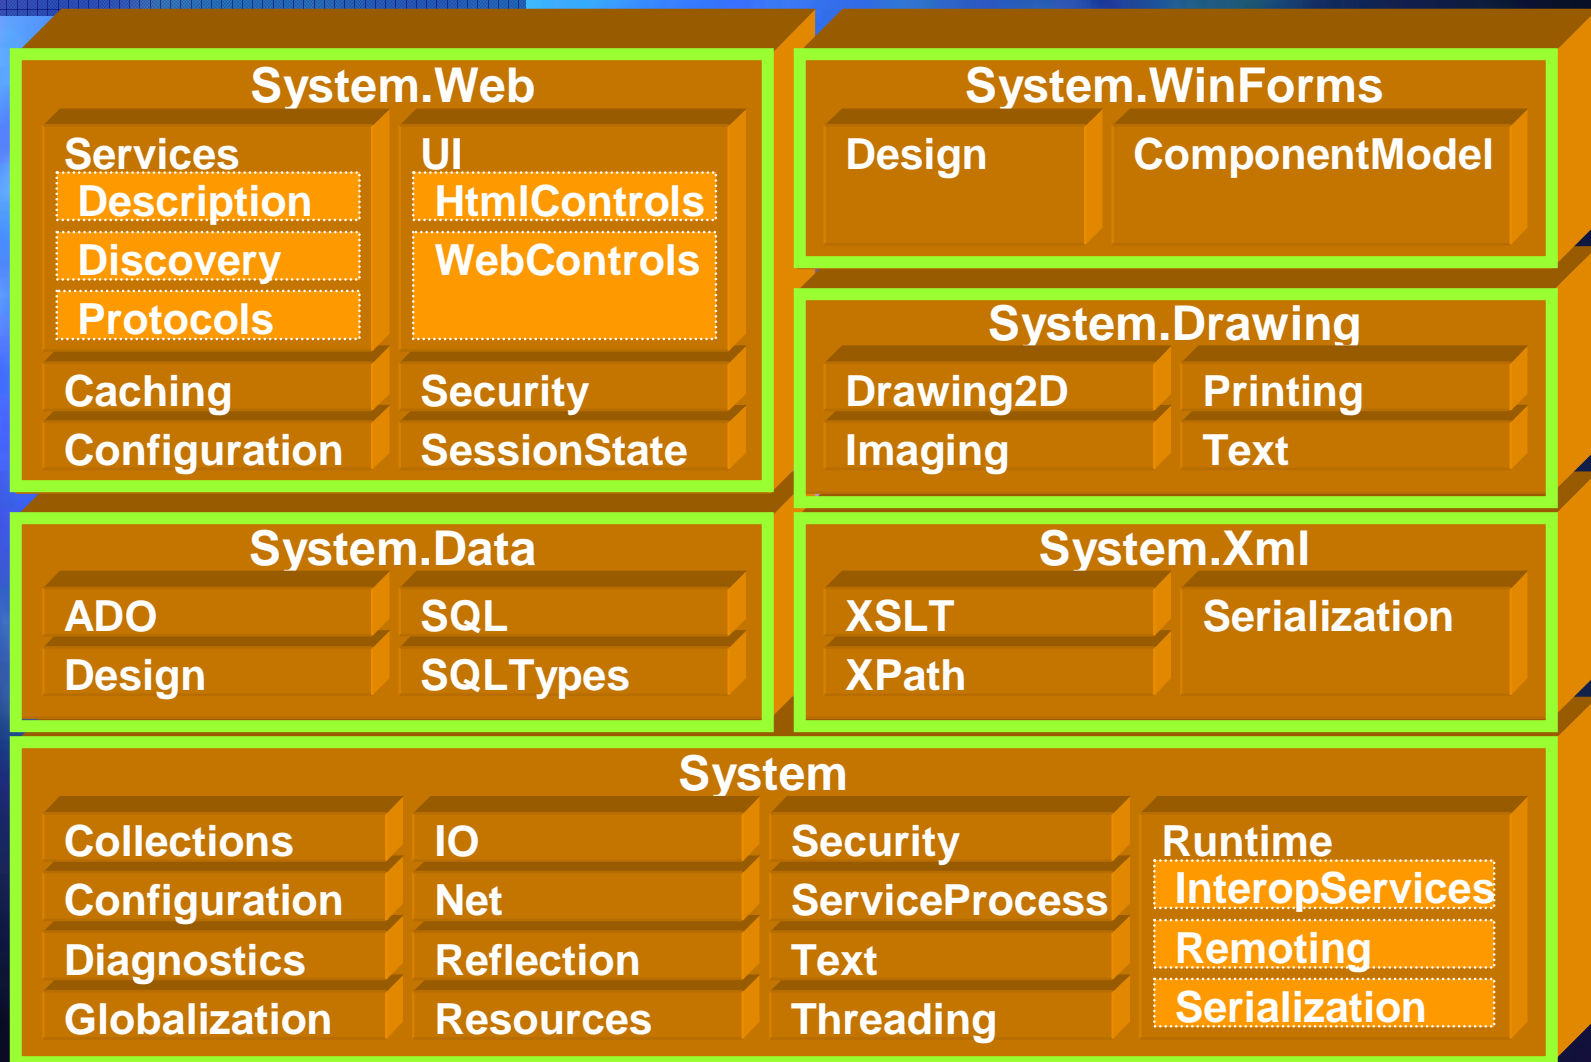 System.Web
Services
Description
Discovery
Protocols
Caching
Configuration
UI
HtmlControls
WebControls
Security
SessionState
System.WinForms
Design
ComponentModel
System.Drawing
Drawing2D
Imaging
Printing
Text
System.Data
ADO
Design
SQL
SQLTypes
System.Xml
XSLT
XPath
Serialization
System
Collections
Configuration
Diagnostics
Globalization
IO
Net
Reflection
Resources
Security
ServiceProcess
Text
Threading
Runtime
InteropServices
Remoting
Serialization